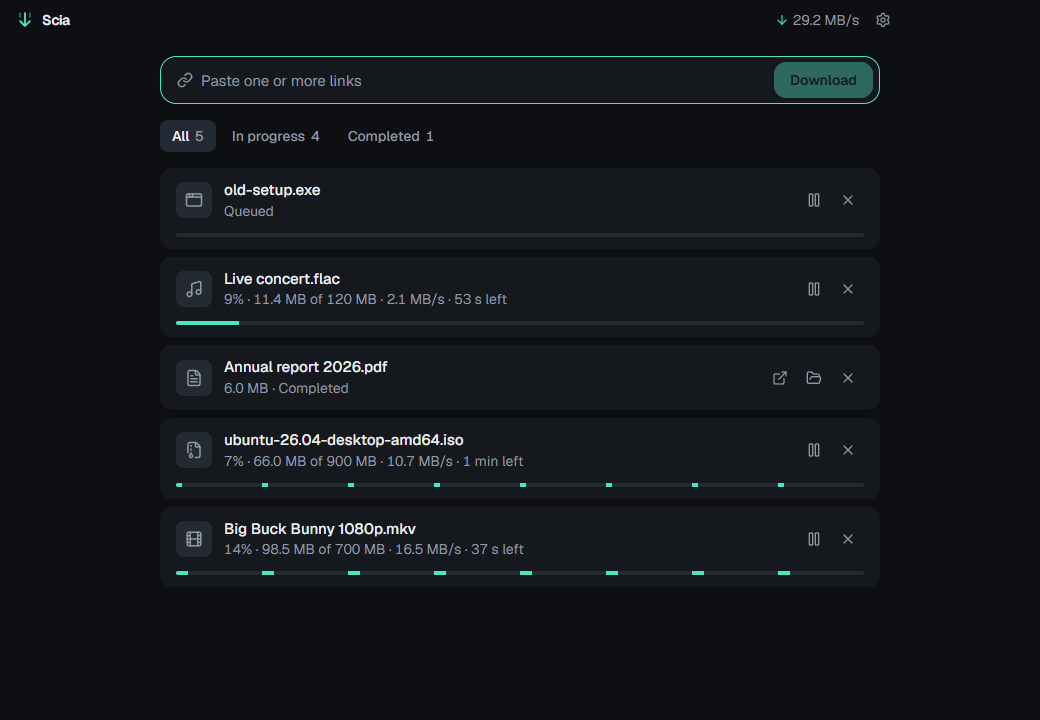 Scia
29.2 MB/s
Paste one or more links
Download
All 5
In progress 4
Completed 1
old-setup.exe
Queued
Live concert.flac
9% · 11.4 MB of 120 MB · 2.1 MB/s · 53 s left
Annual report 2026.pdf
6.0 MB · Completed
ubuntu-26.04-desktop-amd64.iso
7% · 66.0 MB of 900 MB · 10.7 MB/s · 1 min left
Big Buck Bunny 1080p.mkv
14% · 98.5 MB of 700 MB · 16.5 MB/s · 37 s left